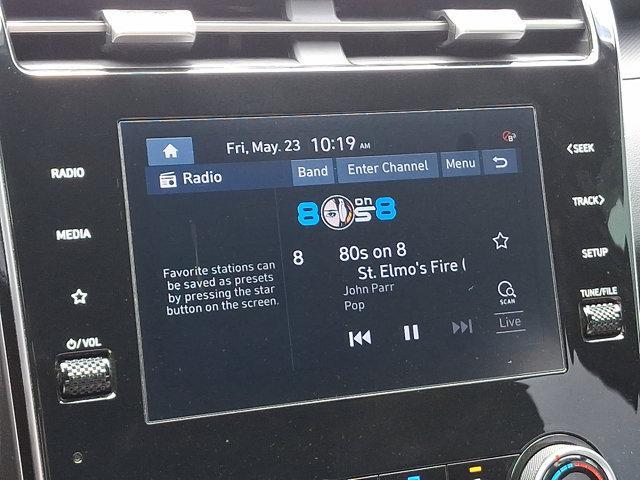 Fri, May. 23 10:19 AM
RADIO
Radio
Band
Enter Channel
Menu
<SEEK
80s on 8
8
80s on 8
TRACK>
MEDIA
St. Elmo's Fire (
John Parr
Pop
SETUP
Favorite stations can
be saved as presets
by pressing the star
button on the screen.
SCAN
Live
TUNE/FILE
/VOL